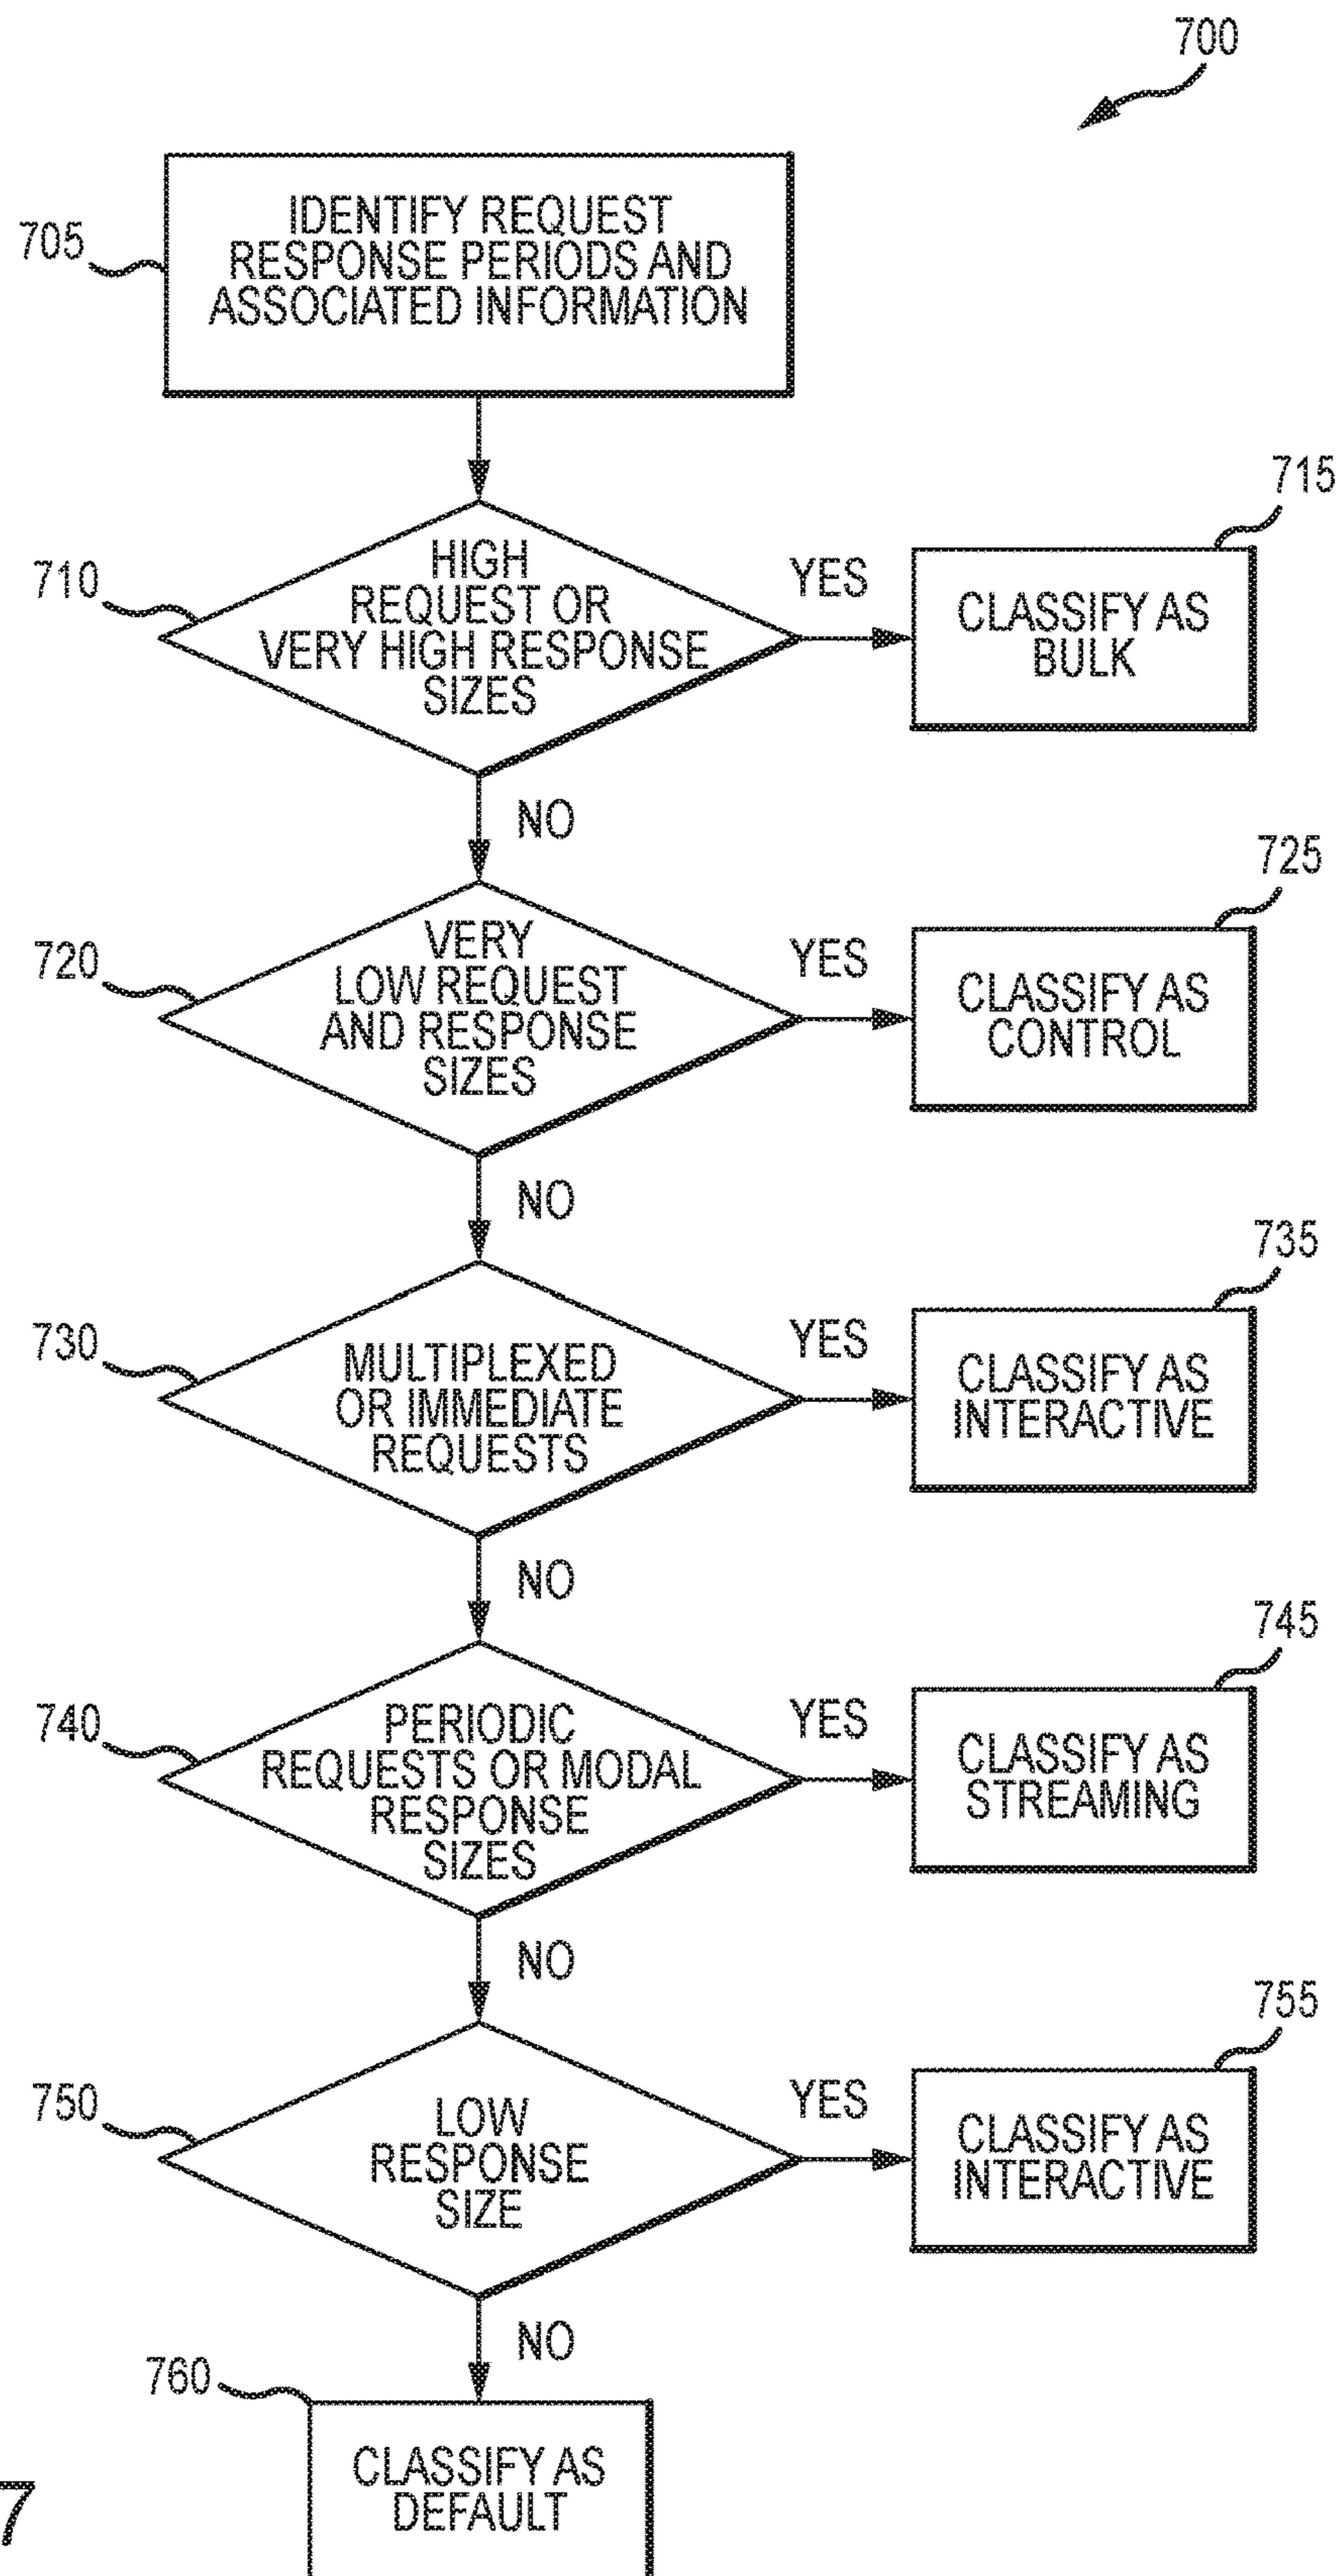 700
705
IDENTIFY REQUEST
RESPONSE PERIODS AND
ASSOCIATED INFORMATION
710
HIGH
REQUEST OR
VERY HIGH RESPONSE
SIZES
YES
715
CLASSIFY AS
BULK
NO
720
VERY
LOW REQUEST
AND RESPONSE
SIZES
YES
725
CLASSIFY AS
CONTROL
NO
730
MULTIPLEXED
OR IMMEDIATE
REQUESTS
YES
735
CLASSIFY AS
INTERACTIVE
NO
740
PERIODIC
REQUESTS OR MODAL
RESPONSE
SIZES
YES
745
CLASSIFY AS
STREAMING
NO
750
LOW
RESPONSE
SIZE
YES
755
CLASSIFY AS
INTERACTIVE
NO
760
CLASSIFY AS
DEFAULT
7